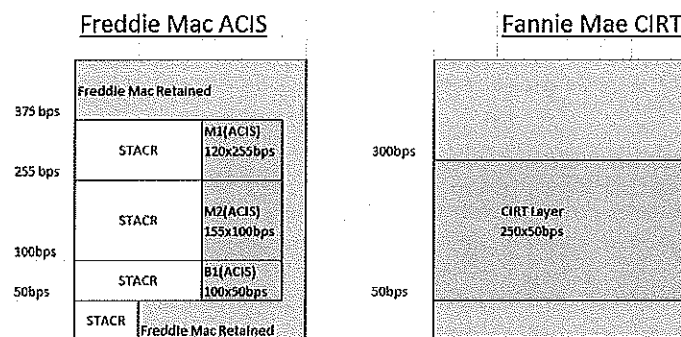 Freddie Mac ACIS
Freddie Mac Retained
375 bps
STACR
M1(ACIS)
120x255bps
255 bps
STACR
M2(ACIS)
155x100bps
100bps
STACR
B1(ACIS)
100x50bps
50bps
STACR
Freddie Mac Retained
Fannie Mae CIRT
300bps
CIRT Layer
250x50bps
50bps